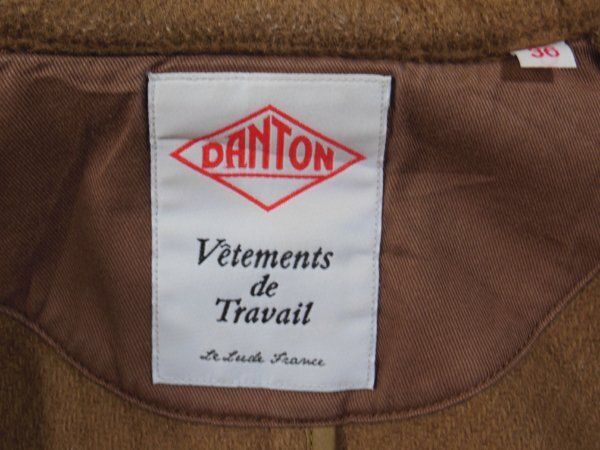 36
DANTON
Vêtements
de
Travail
Le Lude France